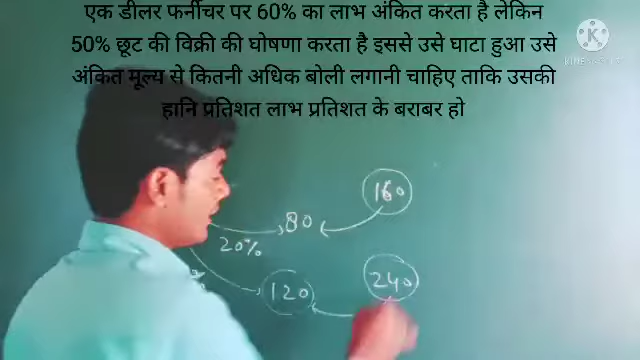 एक डीलर फर्नीचर पर 60% का लाभ अंकित करता है लेकिन
50% छूट की विक्री की घोषणा करता है इससे उसे घाटा हुआ उसे
अंकित मूल्य से कितनी अधिक बोली लगानी चाहिए ताकि उसकी
हानि प्रतिशत लाभ प्रतिशत के बराबर हो
160
80
20%
240
120